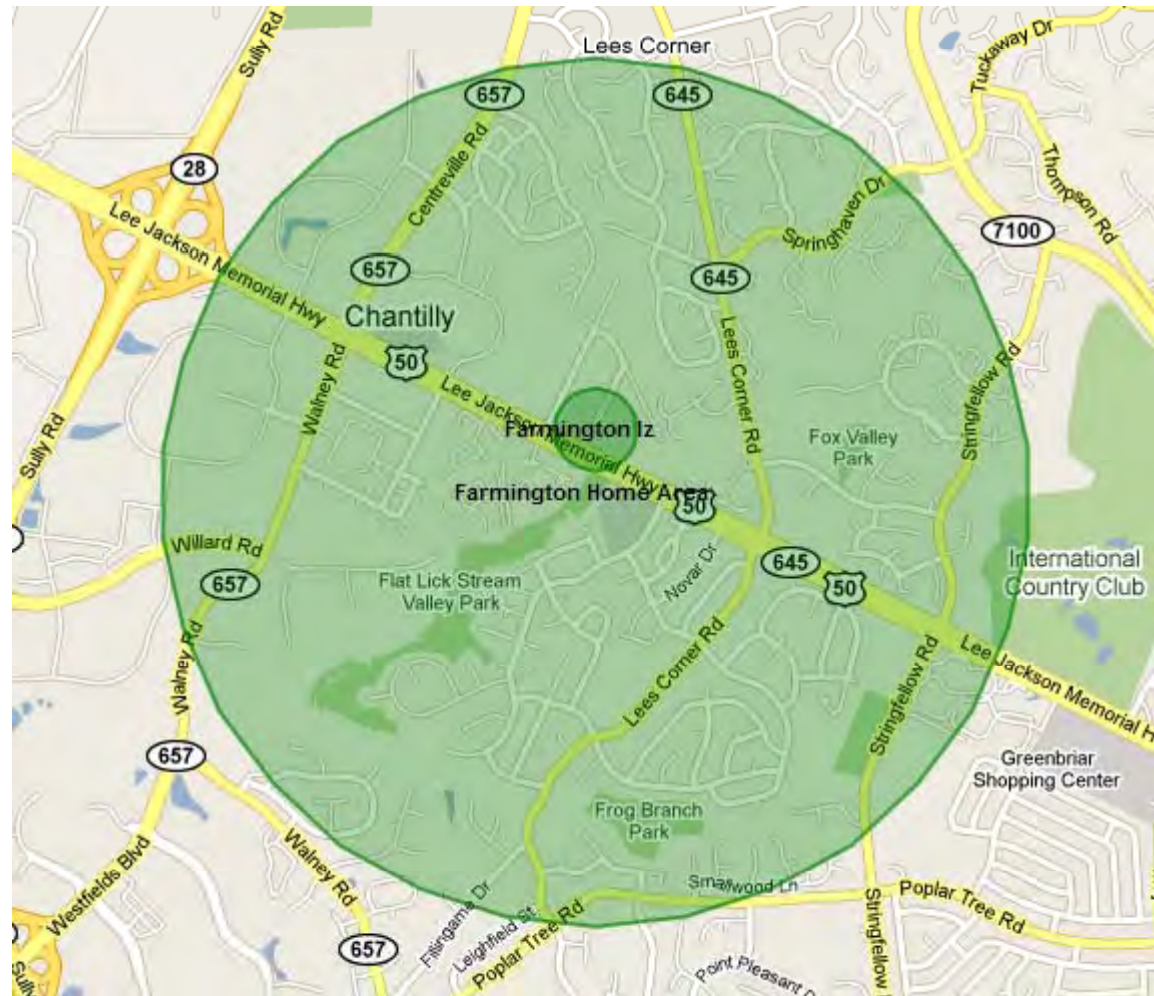 Lees Corner
Sully Rd
Tuckaway Dr
657
645
Thompson Rd
28
Centreville Rd
Lee Jackson Memorial Hwy
Springhaven Dr
7100
657
645
Chantilly
50
Lees Corner Rd
Stringfellow Rd
Walney Rd
Lee Jackson Memorial Hwy
Farmington Iz
Fox Valley
Park
Sully Rd
Farmington Home Area
50
Willard Rd
Novar Dr
645
International
Country Club
657
Flat Lick Stream
Valley Park
50
Walney Rd
Lees Corner Rd
Stringfellow Rd
Lee Jackson Memorial H
657
Greenbriar
Shopping Center
Frog Branch
Park
Walney Rd
Westfields Blvd
Smallwood Ln
Poplar Tree Rd
Fillingame Dr
Leighfield St
Poplar Tree Rd
657
Stringfellow
Point Pleasant